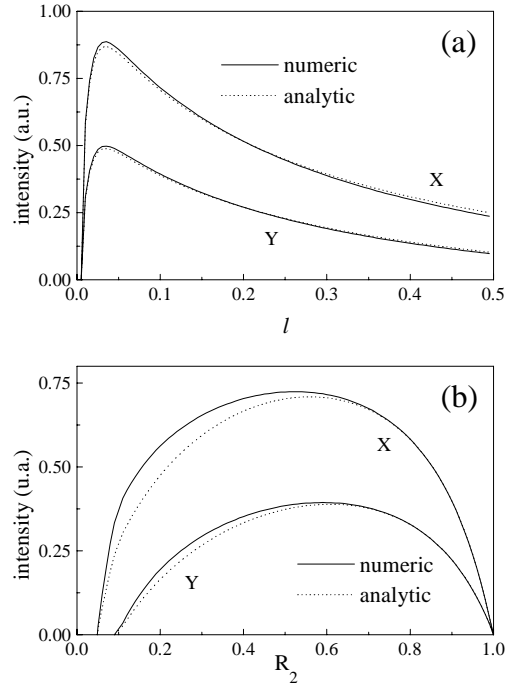 (a)
1.00
0.75
0.50
0.25
0.00
intensity (a.u.)
numeric
analytic
X
Y
0.0 0.1 0.2 0.3 0.4 0.5
l
(b)
0.75
0.50
0.25
0.00
intensity (u.a.)
X
Y
numeric
analytic
0.0 0.2 0.4 0.6 0.8 1.0
R2